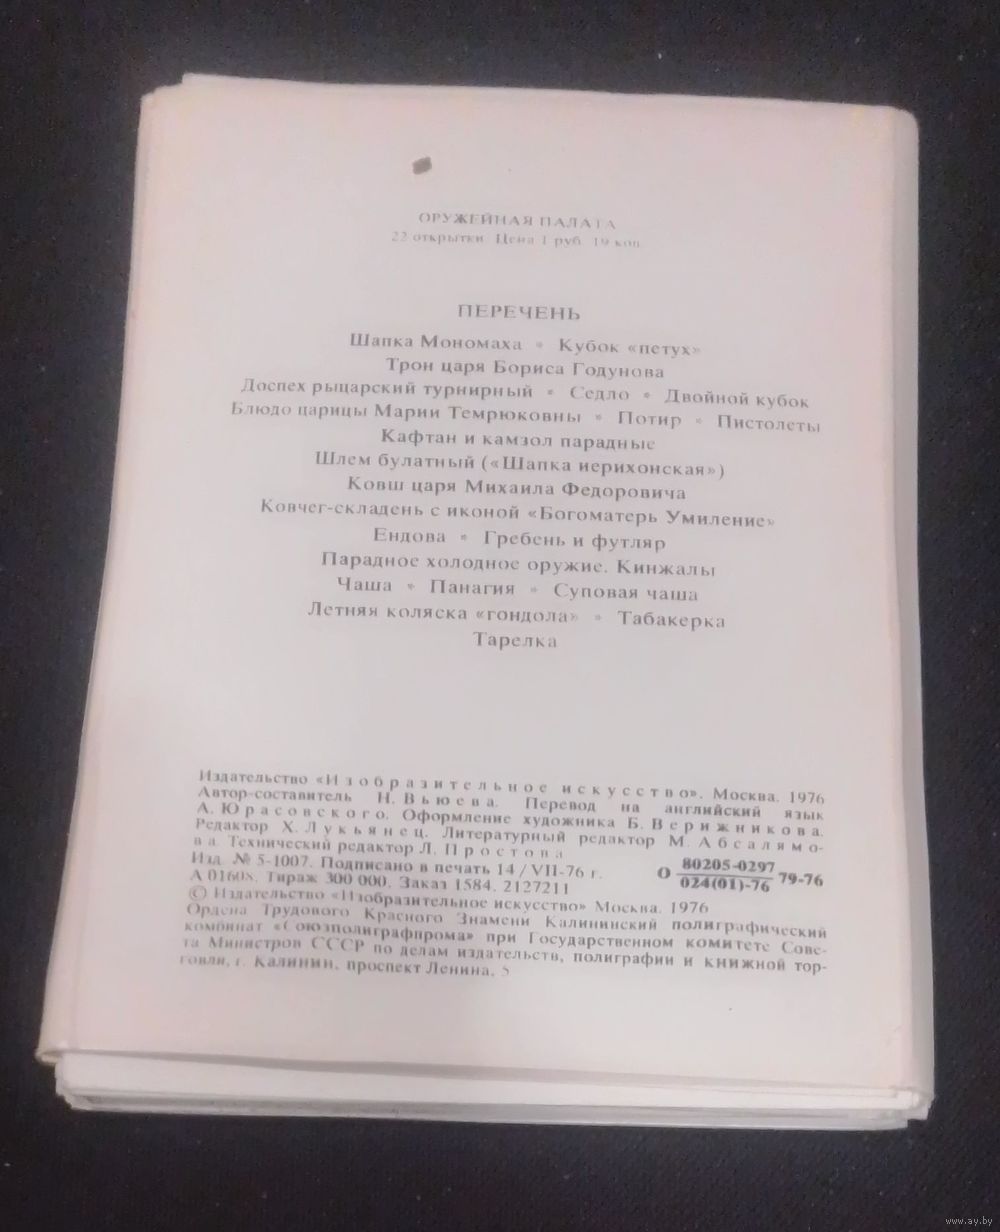 ОРУЖЕЙНАЯ ПАЛАТА
22 открытки. Цена 1 руб. 19 коп.
ПЕРЕЧЕНЬ
Шапка Мономаха • Кубок «петух»
Трон царя Бориса Годунова
Доспех рыцарский турнирный • Седло • Двойной кубок
Блюдо царицы Марии Темрюковны • Потир • Пистолеты
Кафтан и камзол парадные
Шлем булатный («Шапка иерихонская»)
Ковш царя Михаила Федоровича
Ковчег-складень с иконой «Богоматерь Умиление»
Ендова • Гребень и футляр
Парадное холодное оружие. Кинжалы
Чаша • Панагия • Суповая чаша
Летняя коляска «гондола» • Табакерка
Тарелка
Издательство «Изобразительное искусство». Москва. 1976
Автор-составитель Н. Вьюева. Перевод на английский язык
А. Юрасовского. Оформление художника Б. Верижникова.
Редактор Х. Лукьянец. Литературный редактор М. Абсалямо-
ва. Технический редактор Л. Простова
Изд. № 5-1007. Подписано в печать 14/VII-76 г.
А 01608. Тираж 300 000. Заказ 1584. 2127211
О 80205-0297 / 024(01)-76 79-76
© Издательство «Изобразительное искусство» Москва. 1976
Ордена Трудового Красного Знамени Калининский полиграфический
комбинат «Союзполиграфпрома» при Государственном комитете Сове-
та Министров СССР по делам издательств, полиграфии и книжной тор-
говли, г. Калинин, проспект Ленина, 5
www.ay.by